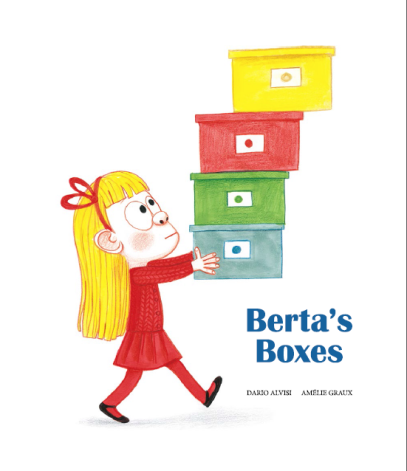 Berta's
Boxes
DARIO ALVISI AMÉLIE GRAUX